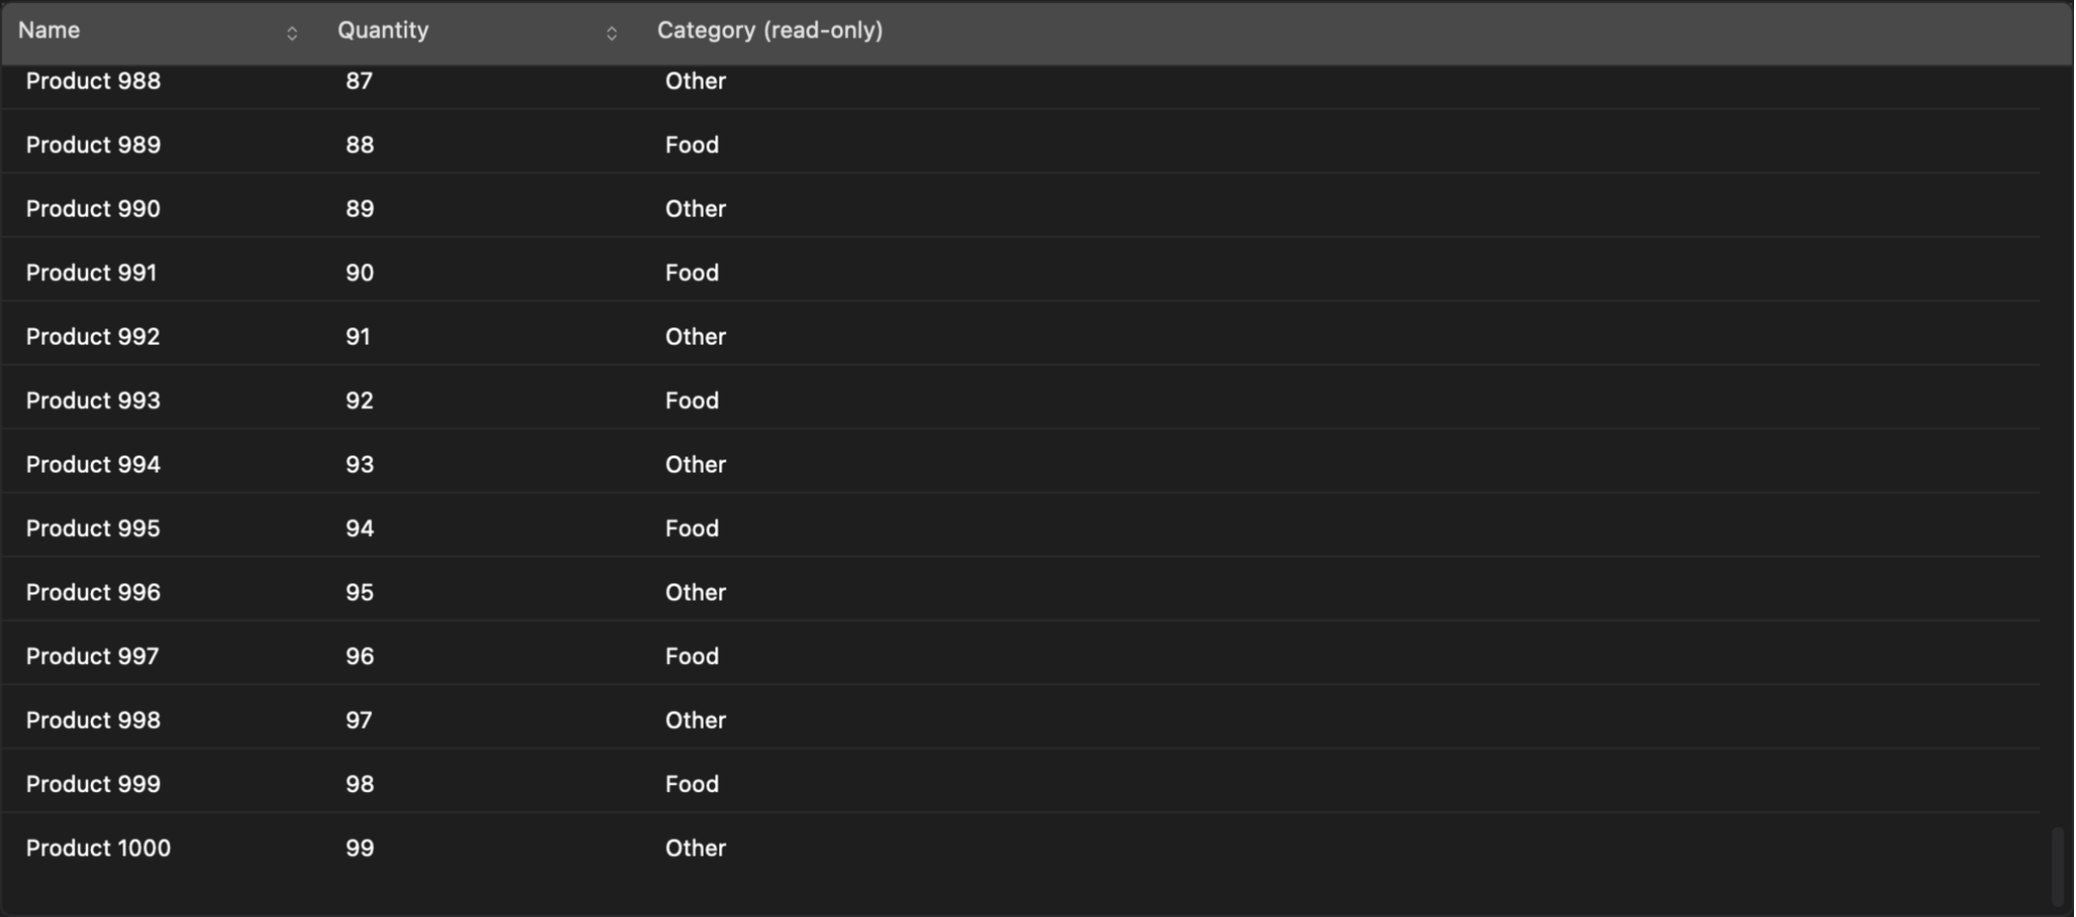 Name Quantity Category (read-only)
Product 988 87 Other
Product 989 88 Food
Product 990 89 Other
Product 991 90 Food
Product 992 91 Other
Product 993 92 Food
Product 994 93 Other
Product 995 94 Food
Product 996 95 Other
Product 997 96 Food
Product 998 97 Other
Product 999 98 Food
Product 1000 99 Other